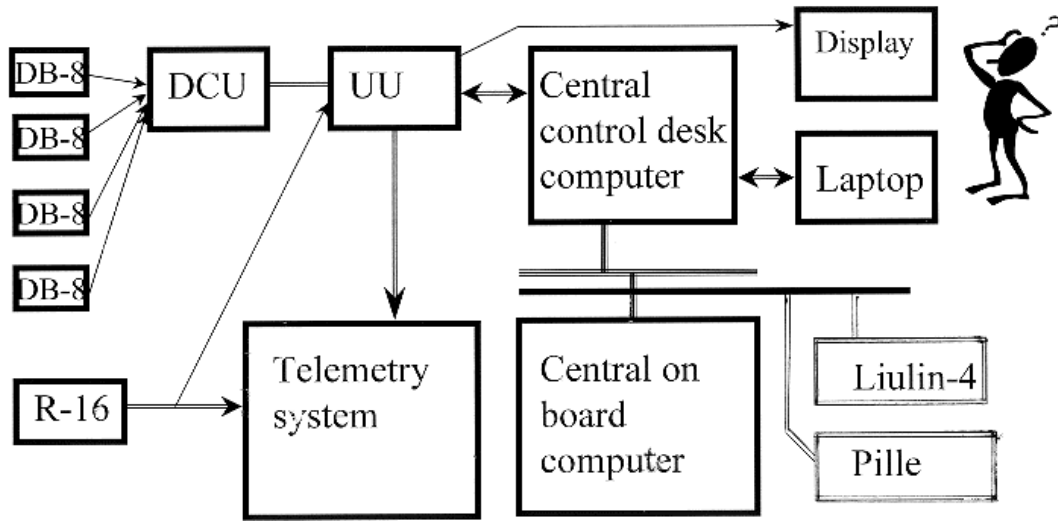 DB-8
DB-8
DB-8
DB-8
DCU
UU
Central
control desk
computer
Display
?
Laptop
R-16
Telemetry
system
Central on
board
computer
Liulin-4
Pille